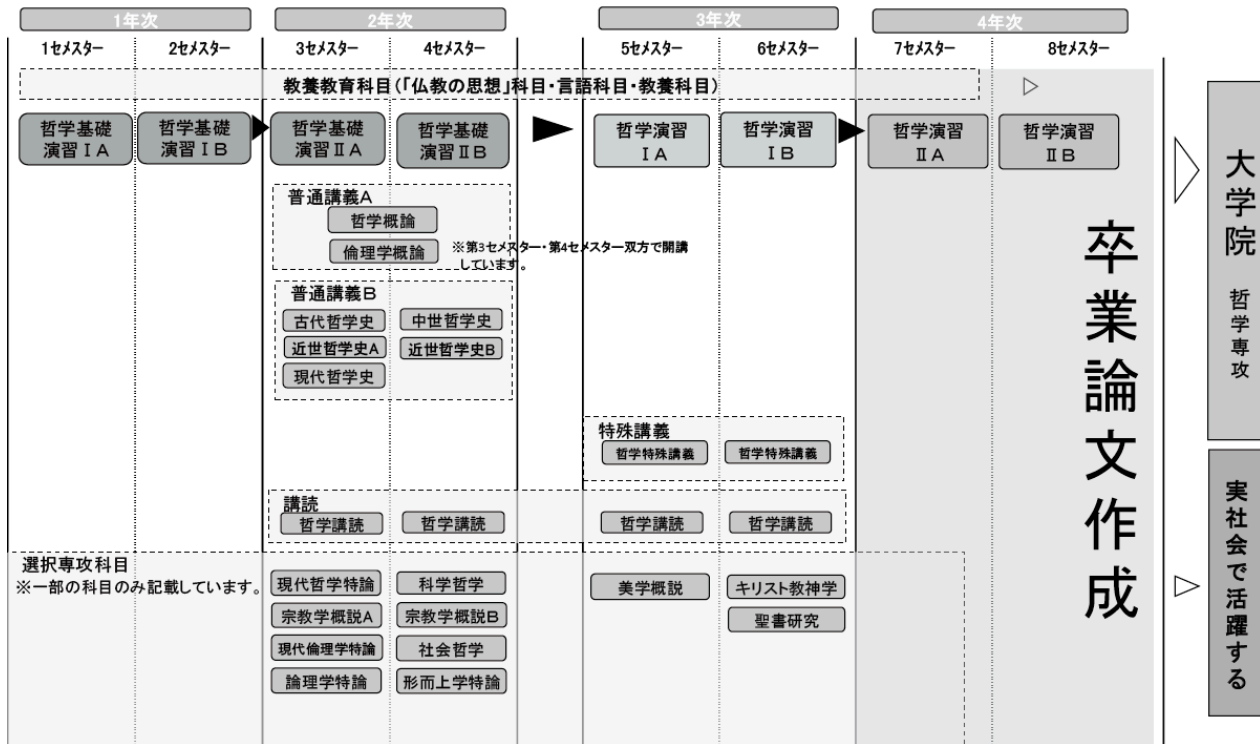 1年次
2年次
3年次
4年次
1セメスター
2セメスター
3セメスター
4セメスター
5セメスター
6セメスター
7セメスター
8セメスター
教養教育科目(「仏教の思想」科目・言語科目・教養科目)
哲学基礎
演習ⅠA
哲学基礎
演習ⅠB
哲学基礎
演習ⅡA
哲学基礎
演習ⅡB
哲学演習
ⅠA
哲学演習
ⅠB
哲学演習
ⅡA
哲学演習
ⅡB
普通講義A
哲学概論
倫理学概論
※第3セメスター・第4セメスター双方で開講
しています。
普通講義B
古代哲学史
中世哲学史
近世哲学史A
近世哲学史B
現代哲学史
特殊講義
哲学特殊講義
哲学特殊講義
講読
哲学講読
哲学講読
哲学講読
哲学講読
選択専攻科目
※一部の科目のみ記載しています。
現代哲学特論
科学哲学
美学概説
キリスト教神学
宗教学概説A
宗教学概説B
聖書研究
現代倫理学特論
社会哲学
論理学特論
形而上学特論
卒業論文作成
大学院 哲学専攻
実社会で活躍する